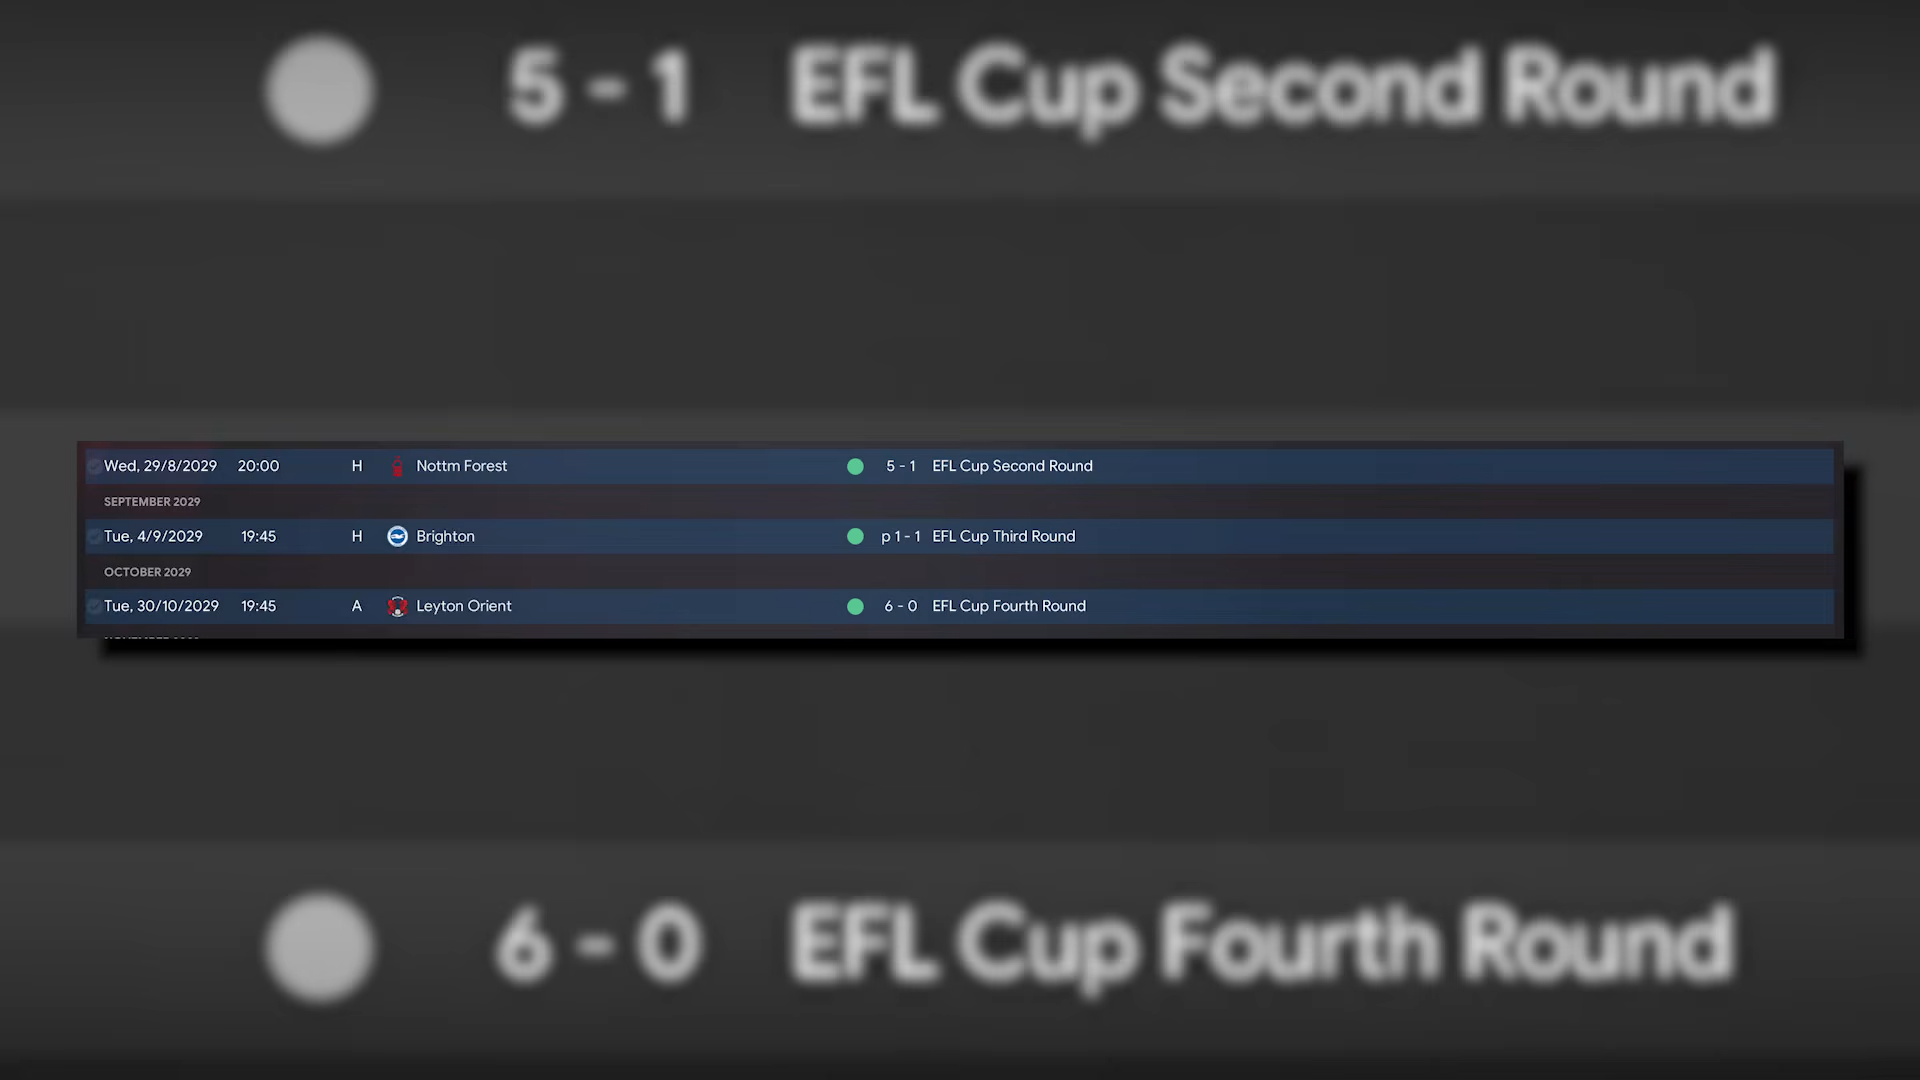 5 - 1 EFL Cup Second Round
Wed, 29/8/2029 20:00 H Nottm Forest 5 - 1 EFL Cup Second Round
SEPTEMBER 2029
Tue, 4/9/2029 19:45 H Brighton p 1 - 1 EFL Cup Third Round
OCTOBER 2029
Tue, 30/10/2029 19:45 A Leyton Orient 6 - 0 EFL Cup Fourth Round
6 - 0 EFL Cup Fourth Round